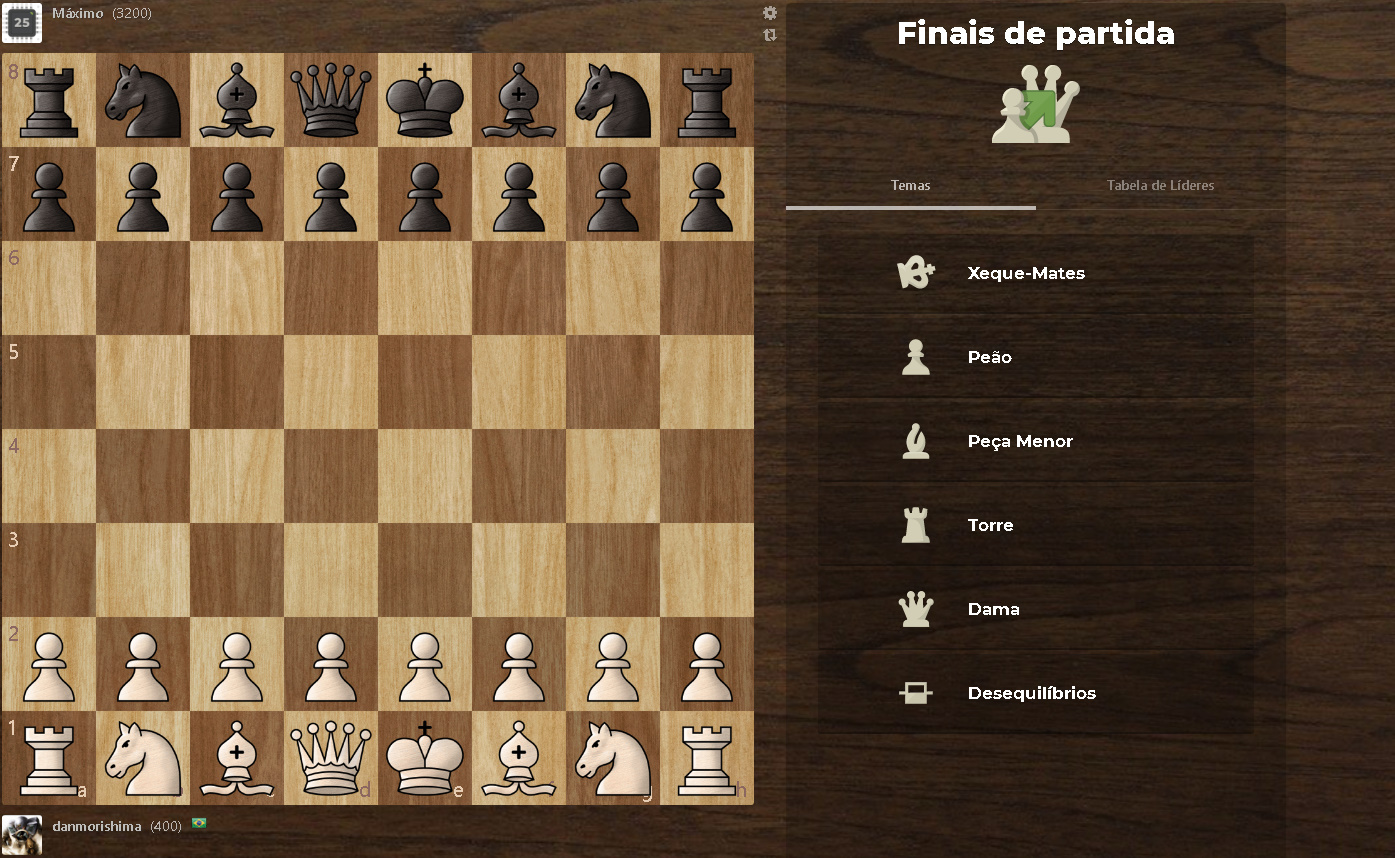 25
Máximo (3200)
8
7
6
5
4
3
2
1
a
c
d
e
g
h
danmorishima (400)
Finais de partida
Temas Tabela de Líderes
Xeque-Mates
Peão
Peça Menor
Torre
Dama
Desequilíbrios